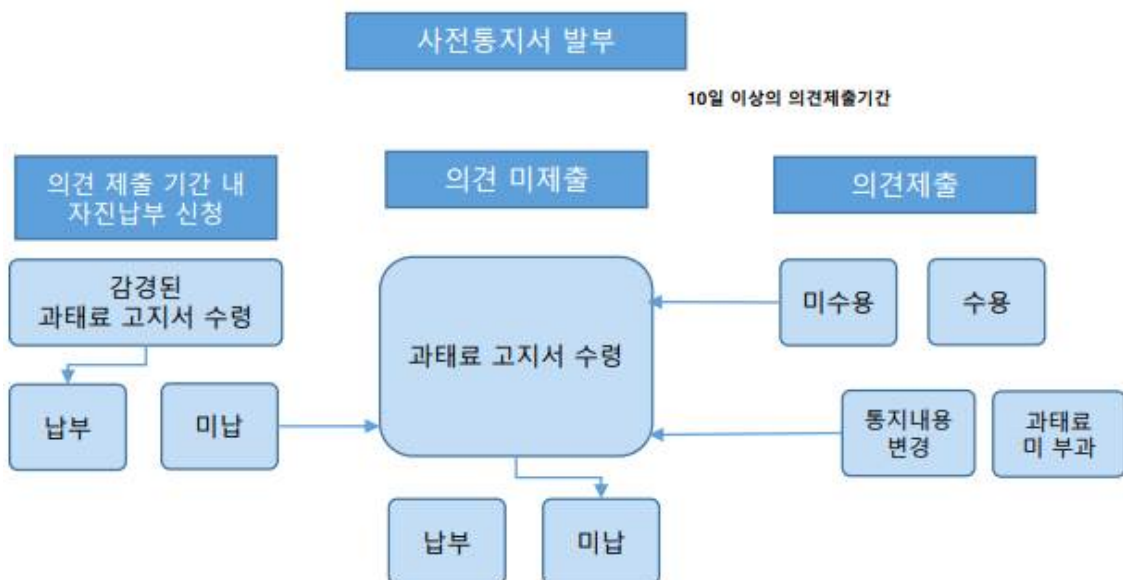 사전통지서 발부
10일 이상의 의견제출기간
의견 제출 기간 내
자진납부 신청
의견 미제출
의견제출
감경된
과태료 고지서 수령
과태료 고지서 수령
미수용
수용
납부
미납
통지내용
변경
과태료
미 부과
납부
미납